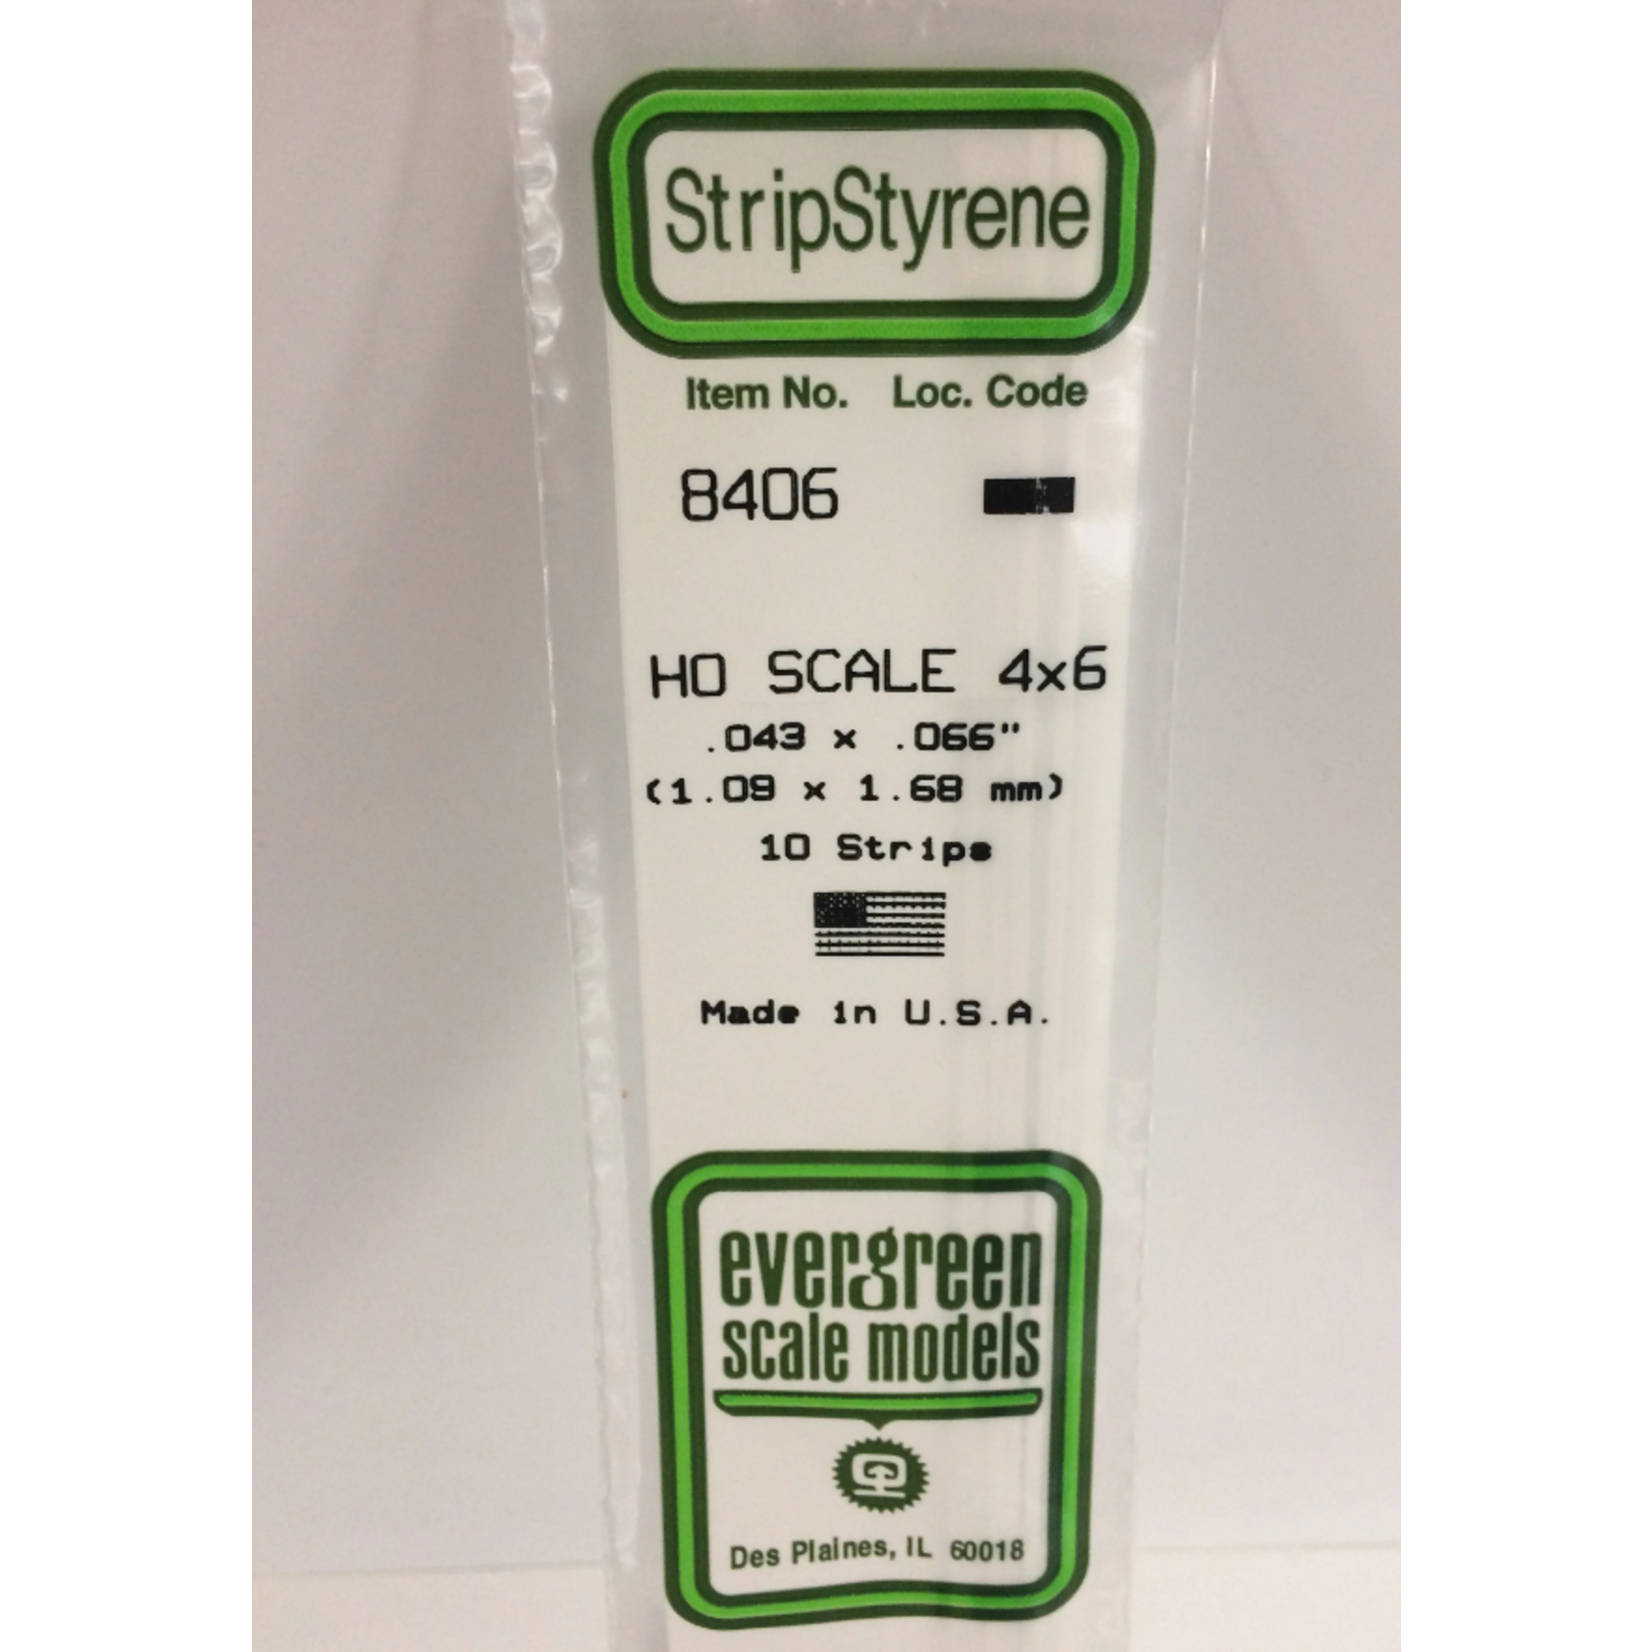 StripStyrene
Item No. Loc. Code
8406
HO SCALE 4x6
.043 x .066"
(1.09 x 1.68 mm)
10 Strips
Made in U.S.A.
evergreen
scale models
Des Plaines, IL 60018